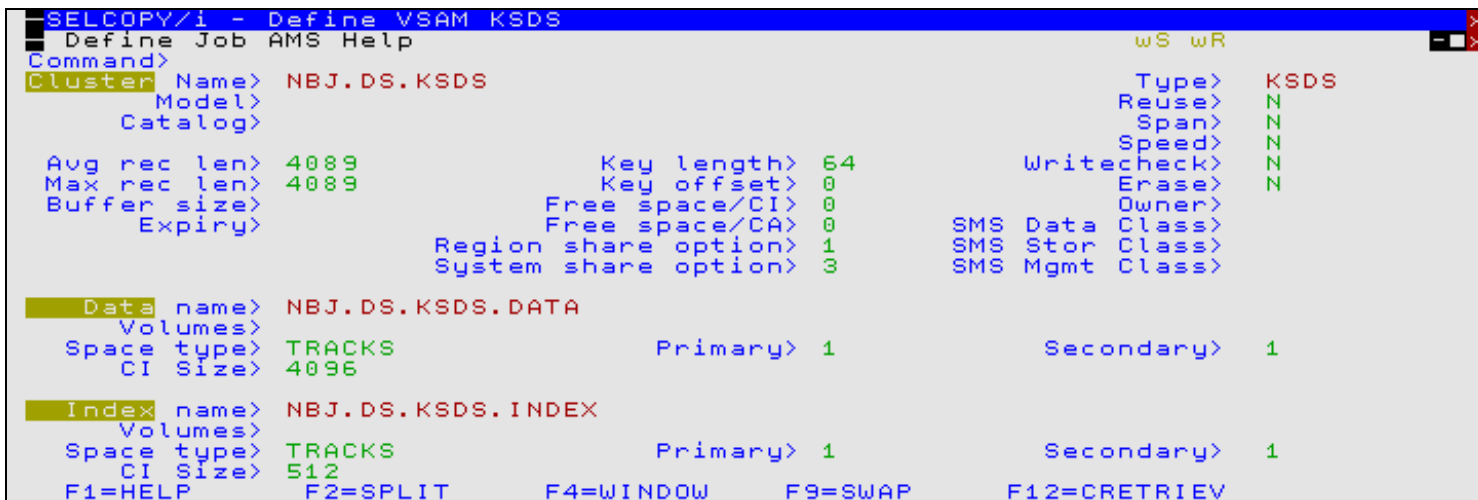 SELCOPY/i - Define VSAM KSDS
Define Job AMS Help wS wR
Command>
Cluster Name> NBJ.DS.KSDS Type> KSDS
Model> Reuse> N
Catalog> Span> N
Speed> N
Avg rec len> 4089 Key length> 64 Writecheck> N
Max rec len> 4089 Key offset> 0 Erase> N
Buffer size> Free space/CI> 0 Owner>
Expiry> Free space/CA> 0 SMS Data Class>
Region share option> 1 SMS Stor Class>
System share option> 3 SMS Mgmt Class>
Data name> NBJ.DS.KSDS.DATA
Volumes>
Space type> TRACKS Primary> 1 Secondary> 1
CI Size> 4096
Index name> NBJ.DS.KSDS.INDEX
Volumes>
Space type> TRACKS Primary> 1 Secondary> 1
CI Size> 512
F1=HELP F2=SPLIT F4=WINDOW F9=SWAP F12=CRETRIEV